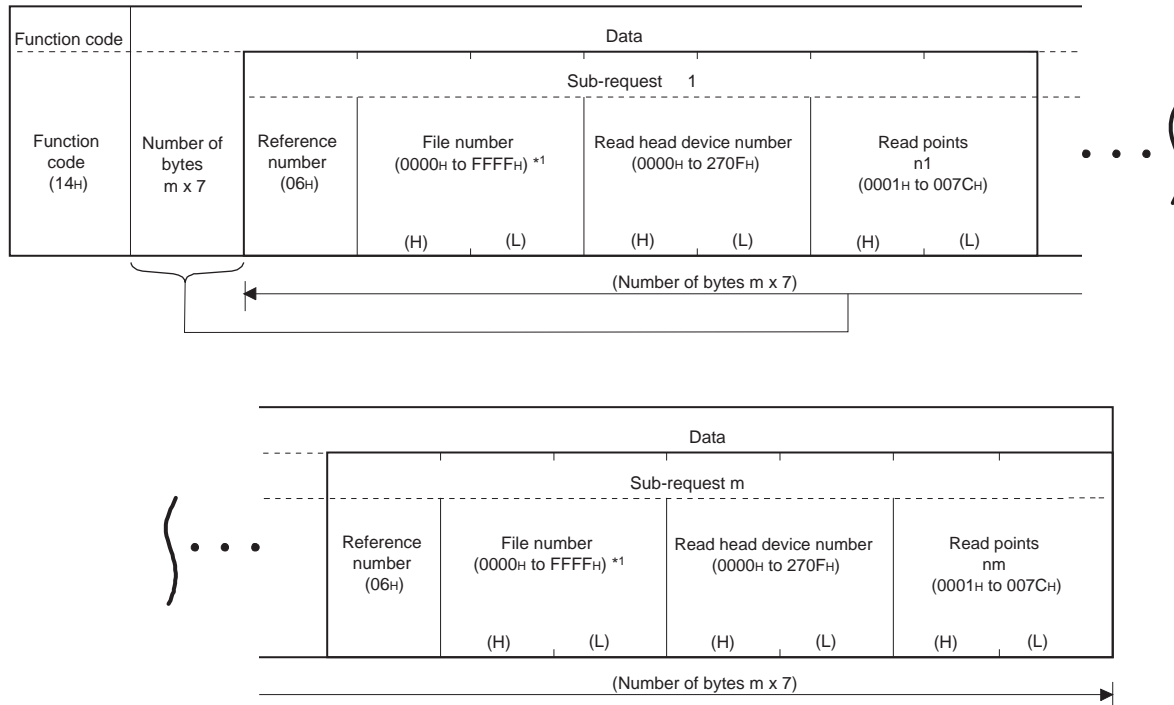 Function code
Data
Sub-request 1
Function
code
(14H)
Number of
bytes
m x 7
Reference
number
(06H)
File number
(0000H to FFFFH) *1
(H) (L)
Read head device number
(0000H to 270FH)
(H) (L)
Read points
n1
(0001H to 007CH)
(H) (L)
(Number of bytes m x 7)
Data
Sub-request m
Reference
number
(06H)
File number
(0000H to FFFFH) *1
(H) (L)
Read head device number
(0000H to 270FH)
(H) (L)
Read points
nm
(0001H to 007CH)
(H) (L)
(Number of bytes m x 7)